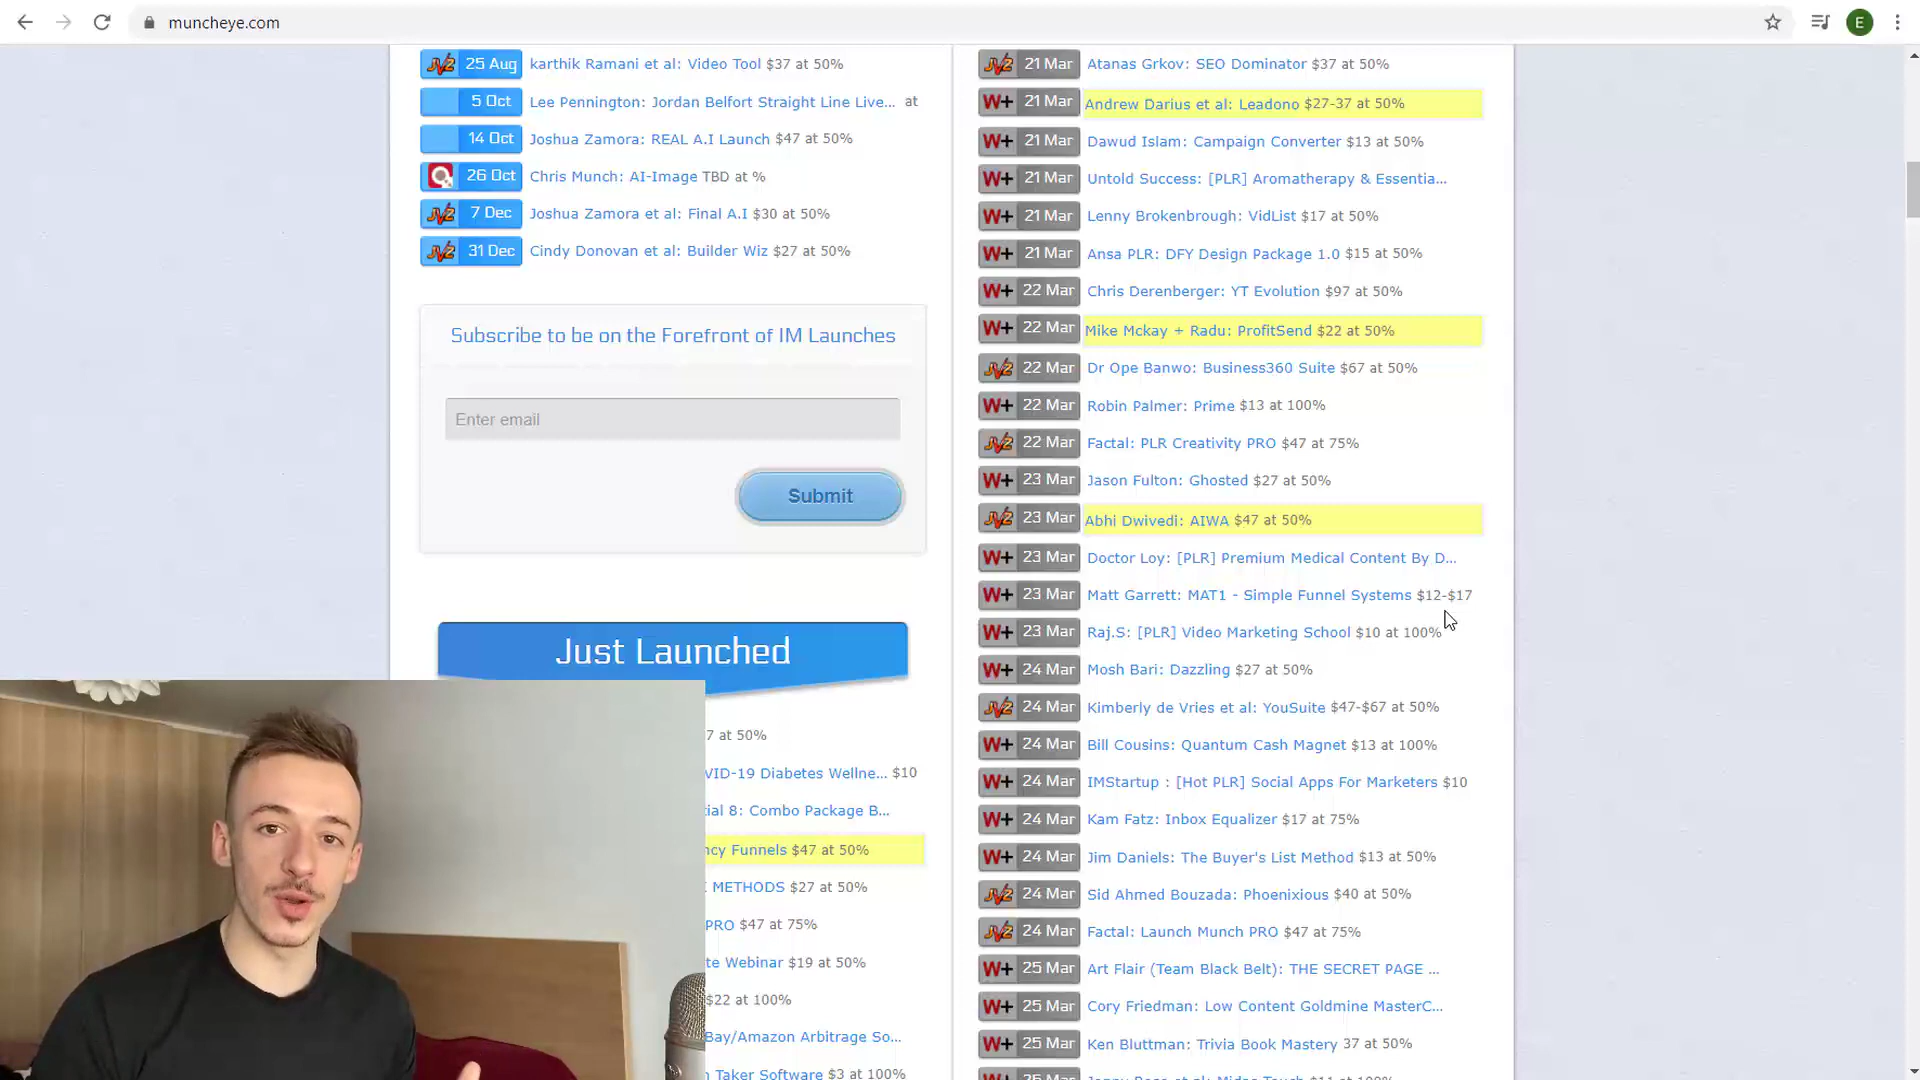 muncheye.com
E
25 Aug karthik Ramani et al: Video Tool $37 at 50%
5 Oct Lee Pennington: Jordan Belfort Straight Line Live... at
14 Oct Joshua Zamora: REAL A.I Launch $47 at 50%
26 Oct Chris Munch: AI-Image TBD at %
7 Dec Joshua Zamora et al: Final A.I $30 at 50%
31 Dec Cindy Donovan et al: Builder Wiz $27 at 50%
Subscribe to be on the Forefront of IM Launches
Enter email
Submit
Just Launched
7 at 50%
VID-19 Diabetes Wellne... $10
ial 8: Combo Package B...
ncy Funnels $47 at 50%
METHODS $27 at 50%
PRO $47 at 75%
te Webinar $19 at 50%
$22 at 100%
Bay/Amazon Arbitrage So...
n Taker Software $3 at 100%
JV2 21 Mar Atanas Grkov: SEO Dominator $37 at 50%
W+ 21 Mar Andrew Darius et al: Leadono $27-37 at 50%
W+ 21 Mar Dawud Islam: Campaign Converter $13 at 50%
W+ 21 Mar Untold Success: [PLR] Aromatherapy & Essentia...
W+ 21 Mar Lenny Brokenbrough: VidList $17 at 50%
W+ 21 Mar Ansa PLR: DFY Design Package 1.0 $15 at 50%
W+ 22 Mar Chris Derenberger: YT Evolution $97 at 50%
W+ 22 Mar Mike Mckay + Radu: ProfitSend $22 at 50%
JV2 22 Mar Dr Ope Banwo: Business360 Suite $67 at 50%
W+ 22 Mar Robin Palmer: Prime $13 at 100%
JV2 22 Mar Factal: PLR Creativity PRO $47 at 75%
W+ 23 Mar Jason Fulton: Ghosted $27 at 50%
JV2 23 Mar Abhi Dwivedi: AIWA $47 at 50%
W+ 23 Mar Doctor Loy: [PLR] Premium Medical Content By D...
W+ 23 Mar Matt Garrett: MAT1 - Simple Funnel Systems $12-$17
W+ 23 Mar Raj.S: [PLR] Video Marketing School $10 at 100%
W+ 24 Mar Mosh Bari: Dazzling $27 at 50%
JV2 24 Mar Kimberly de Vries et al: YouSuite $47-$67 at 50%
W+ 24 Mar Bill Cousins: Quantum Cash Magnet $13 at 100%
W+ 24 Mar IMStartup : [Hot PLR] Social Apps For Marketers $10
W+ 24 Mar Kam Fatz: Inbox Equalizer $17 at 75%
W+ 24 Mar Jim Daniels: The Buyer's List Method $13 at 50%
JV2 24 Mar Sid Ahmed Bouzada: Phoenixious $40 at 50%
JV2 24 Mar Factal: Launch Munch PRO $47 at 75%
W+ 25 Mar Art Flair (Team Black Belt): THE SECRET PAGE ...
W+ 25 Mar Cory Friedman: Low Content Goldmine MasterC...
W+ 25 Mar Ken Bluttman: Trivia Book Mastery 37 at 50%